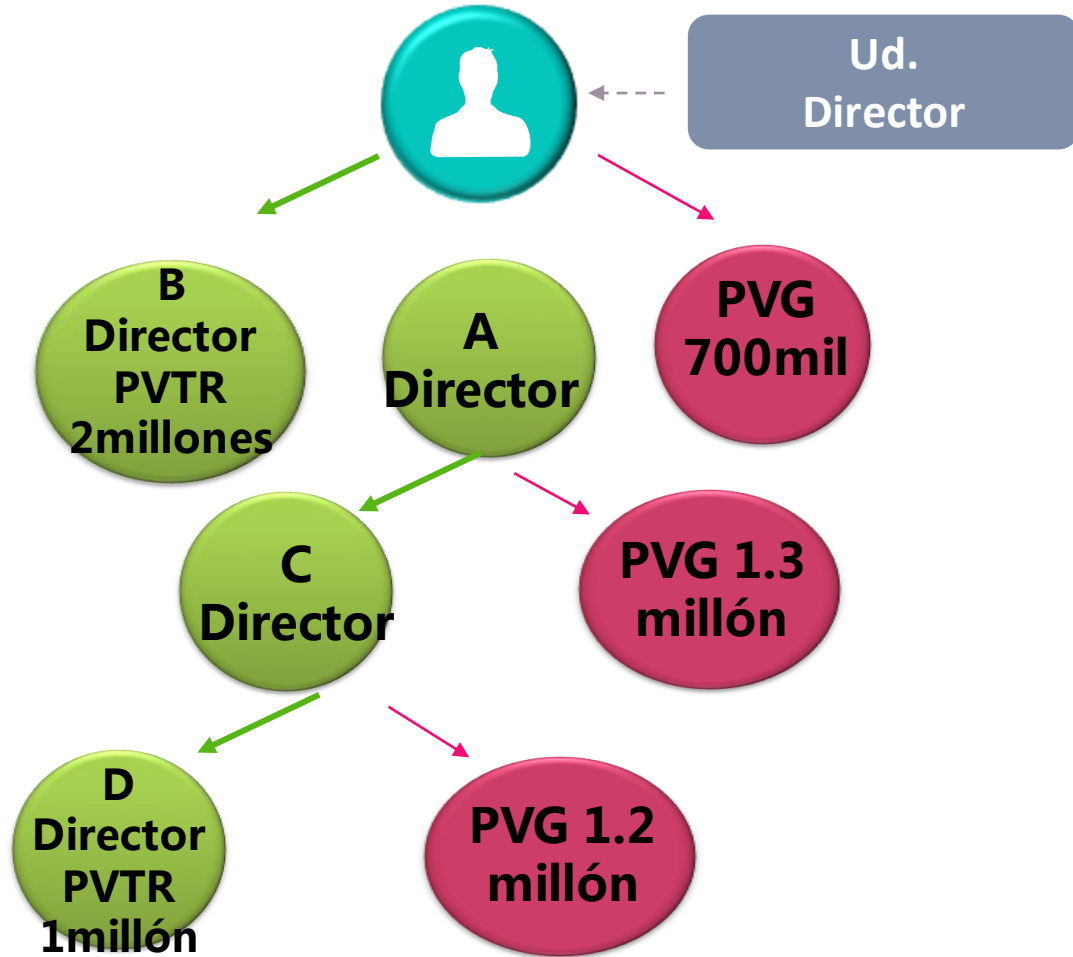 Ud.
Director
B
Director
PVTR
2millones
A
Director
PVG
700mil
C
Director
PVG 1.3
millón
D
Director
PVTR
1millón
PVG 1.2
millón